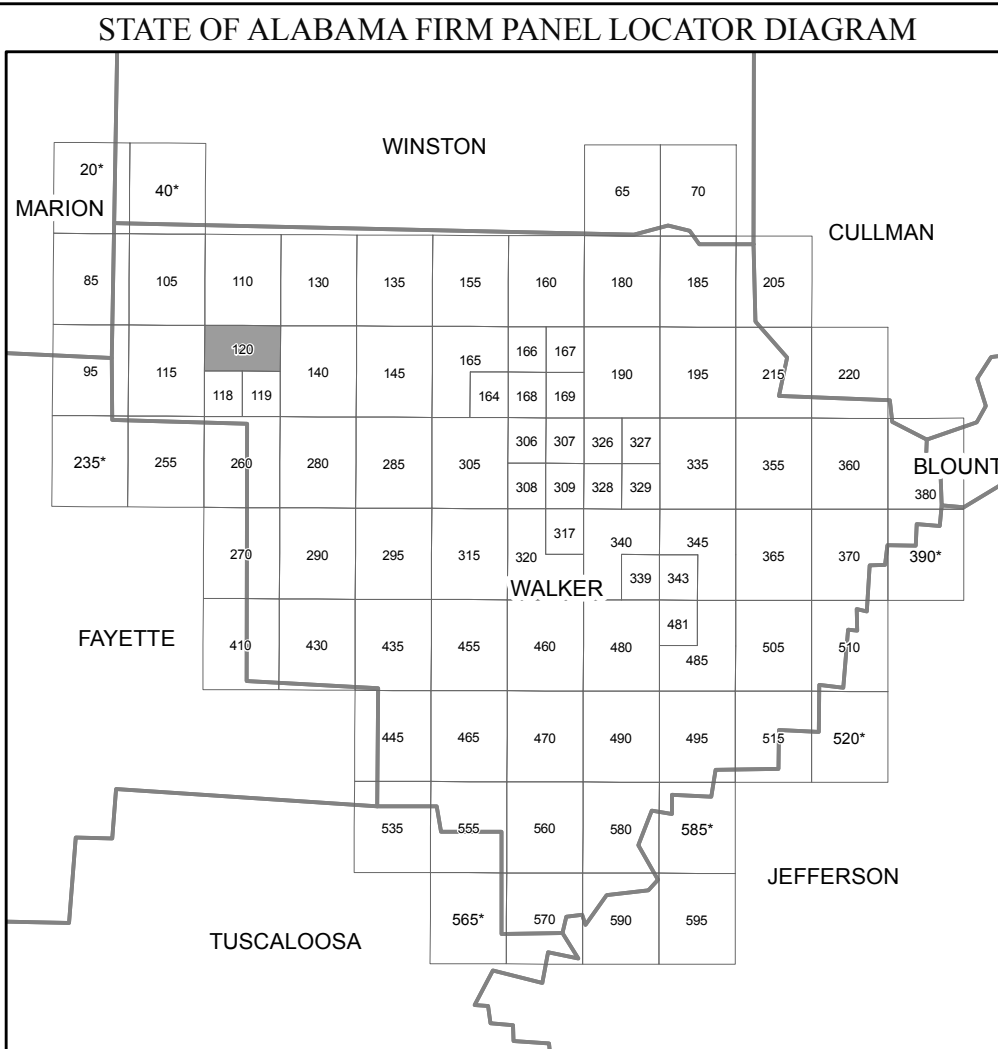 STATE OF ALABAMA FIRM PANEL LOCATOR DIAGRAM
WINSTON
20*
40*
65 70
MARION
CULLMAN
85 105 110 130 135 155 160 180 185 205
120 166 167
95 115 140 145 165 190 195 215 220
118 119 164 168 169
306 307 326 327
235* 255 260 280 285 305 335 355 360
BLOUNT
308 309 328 329
380
317
270 290 295 315 320 340 345 365 370 390*
339 343
WALKER
481
FAYETTE
410 430 435 455 460 480 485 505 510
445 465 470 490 495 515 520*
535 555 560 580 585*
JEFFERSON
565* 570 590 595
TUSCALOOSA